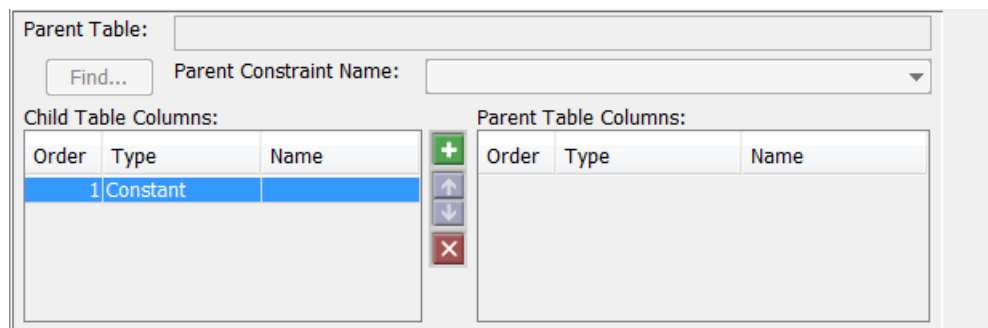 Parent Table:
Find... Parent Constraint Name:
Child Table Columns: Parent Table Columns:
Order Type Name Order Type Name
1 Constant